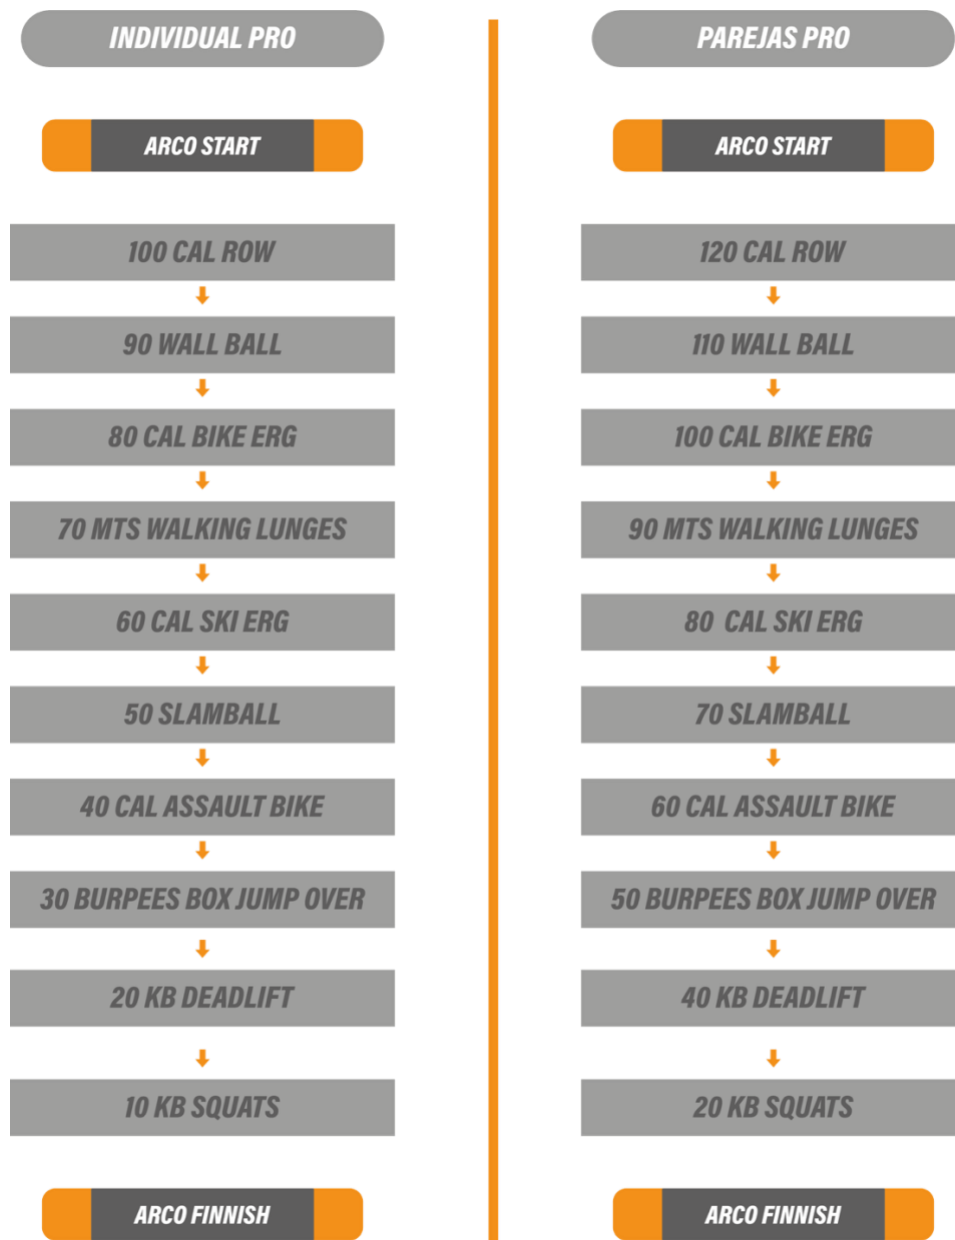 INDIVIDUAL PRO
ARCO START
100 CAL ROW
90 WALL BALL
80 CAL BIKE ERG
70 MTS WALKING LUNGES
60 CAL SKI ERG
50 SLAMBALL
40 CAL ASSAULT BIKE
30 BURPEES BOX JUMP OVER
20 KB DEADLIFT
10 KB SQUATS
ARCO FINNISH
PAREJAS PRO
ARCO START
120 CAL ROW
110 WALL BALL
100 CAL BIKE ERG
90 MTS WALKING LUNGES
80 CAL SKI ERG
70 SLAMBALL
60 CAL ASSAULT BIKE
50 BURPEES BOX JUMP OVER
40 KB DEADLIFT
20 KB SQUATS
ARCO FINNISH